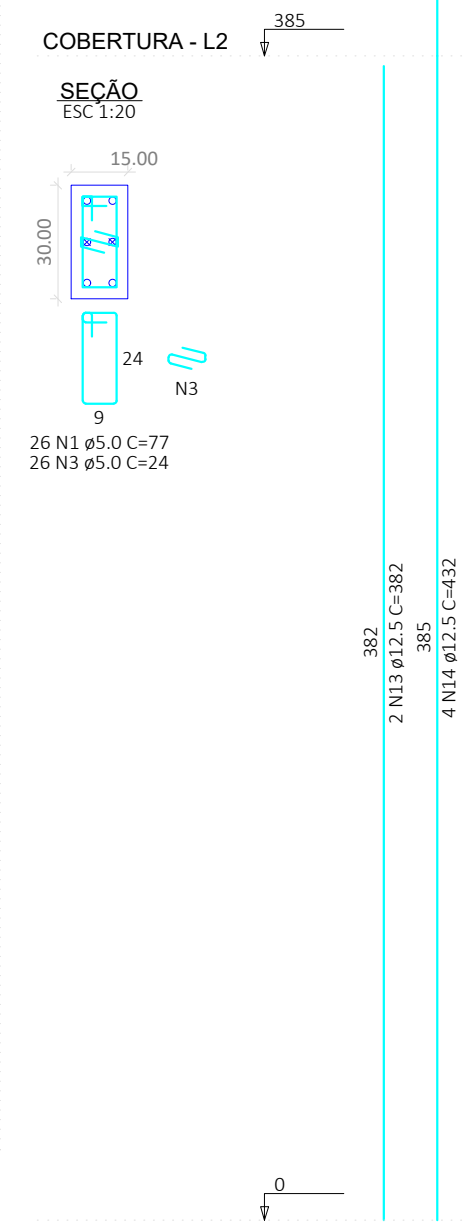 385
COBERTURA - L2
SEÇÃO
ESC 1:20
15.00
30.00
24
N3
9
26 N1 ø5.0 C=77
26 N3 ø5.0 C=24
382
2 N13 ø12.5 C=382
385
4 N14 ø12.5 C=432
0